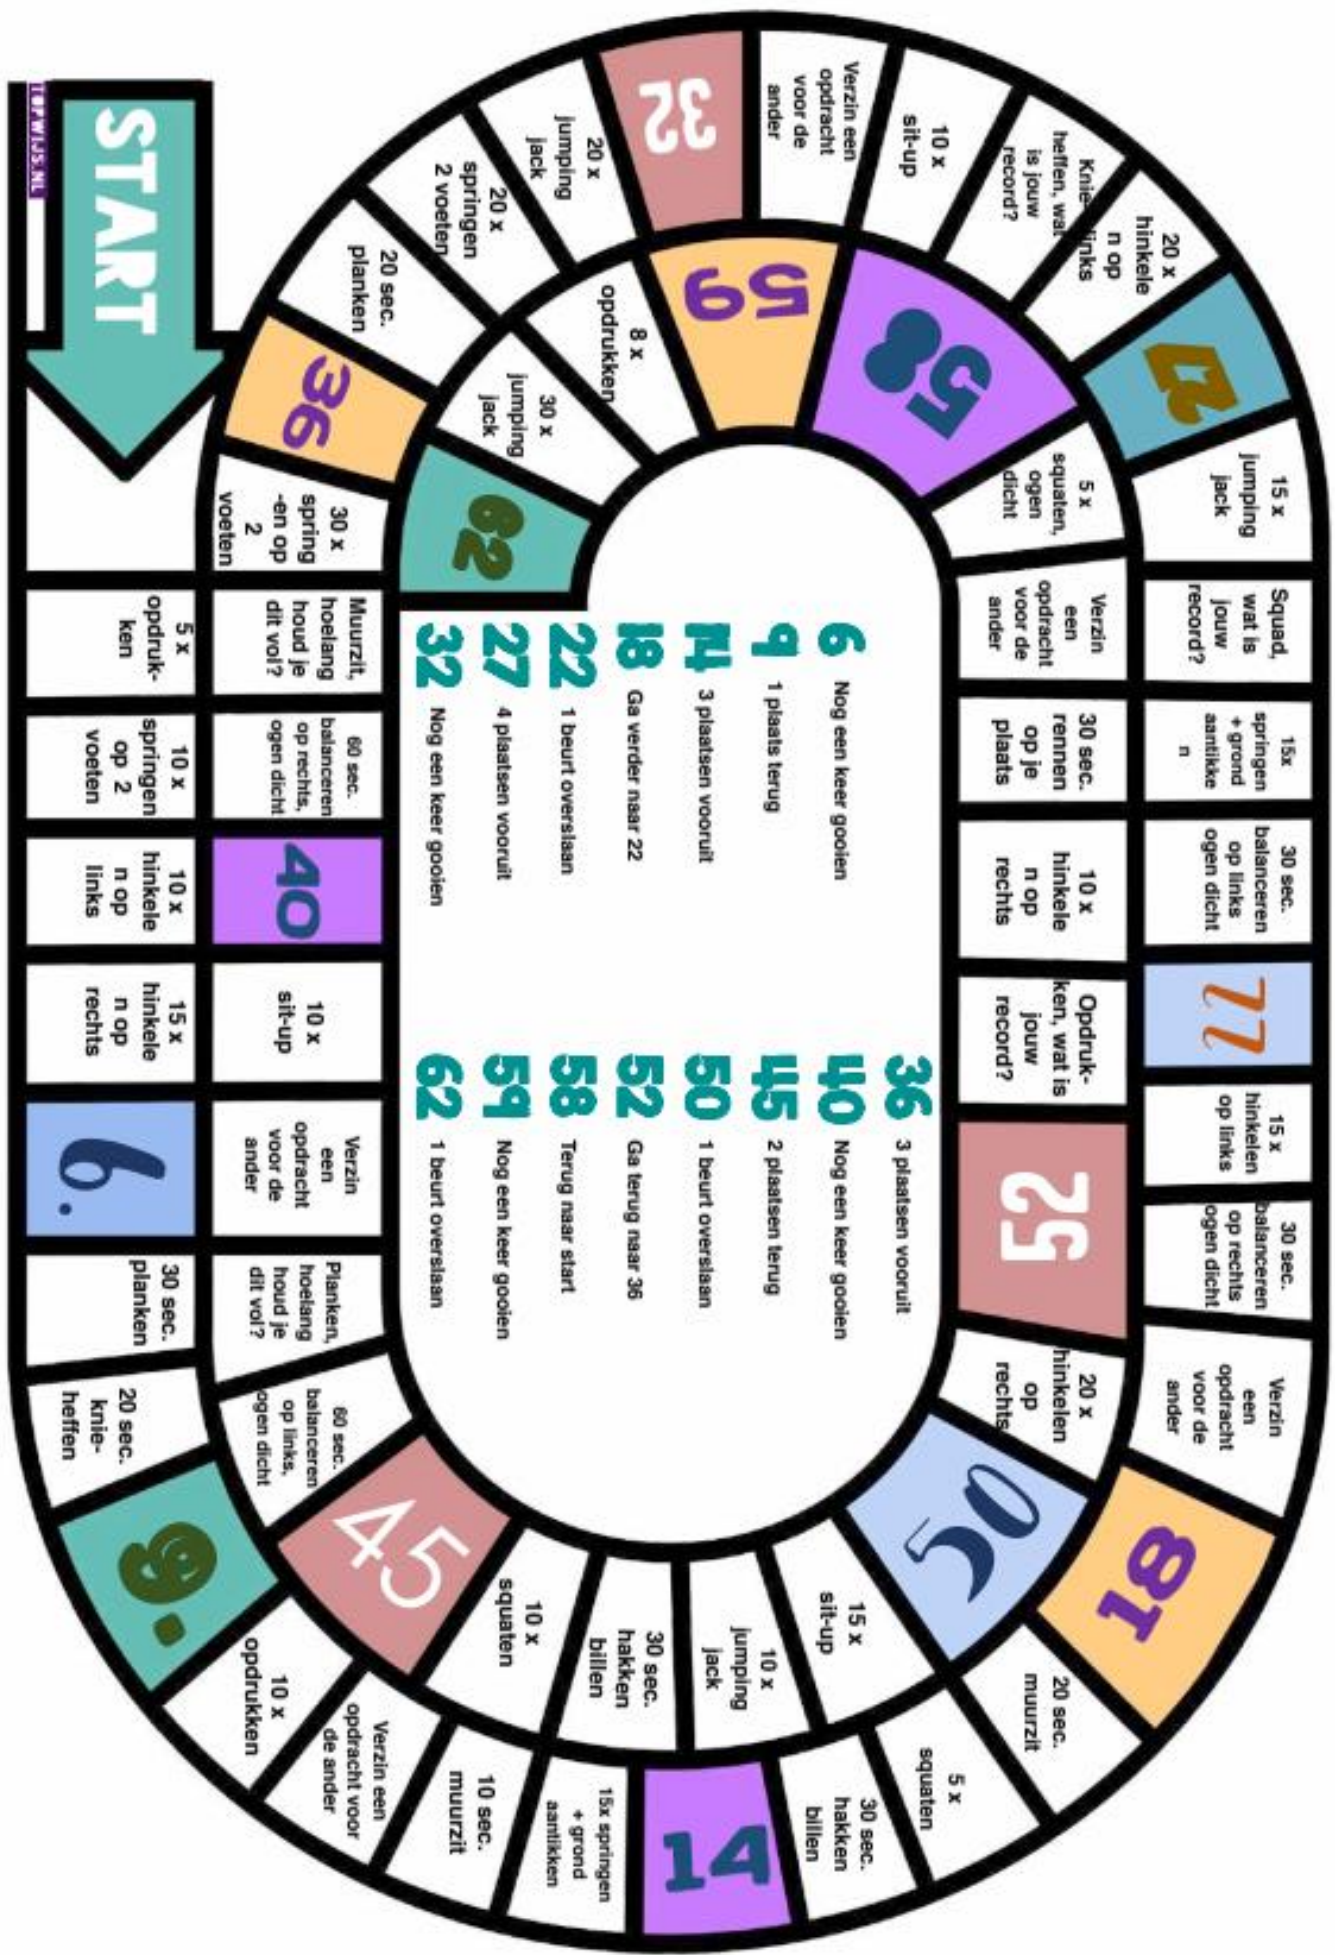 TOPWIJS.NL
START
5 x
opdruk-
ken
10 x
springen
op 2
voeten
10 x
hinkele
n op
links
15 x
hinkele
n op
rechts
6.
30 sec.
planken
20 sec.
knie-
heffen
9.
10 x
opdrukken
Verzin een
opdracht voor
de ander
10 sec.
muurzit
15x springen
+ grond
aantikken
14
30 sec.
hakken
billen
5 x
squaten
20 sec.
muurzit
18
Verzin
een
opdracht
voor de
ander
30 sec.
balanceren
op rechts
ogen dicht
15 x
hinkelen
op links
22
30 sec.
balanceren
op links
ogen dicht
15x
springen
+ grond
aantikke
n
Squad,
wat is
jouw
record?
15 x
jumping
jack
27
20 x
hinkele
n op
links
Knie-
heffen, wat
is jouw
record?
10 x
sit-up
Verzin een
opdracht
voor de
ander
32
20 x
jumping
jack
20 x
springen
2 voeten
20 sec.
planken
36
30 x
spring
-en op
2
voeten
Muurzit,
hoelang
houd je
dit vol?
60 sec.
balanceren
op rechts,
ogen dicht
40
10 x
sit-up
Verzin
een
opdracht
voor de
ander
Planken,
hoelang
houd je
dit vol?
60 sec.
balanceren
op links,
ogen dicht
45
10 x
squaten
30 sec.
hakken
billen
10 x
jumping
jack
15 x
sit-up
50
20 x
hinkelen
op
rechts
52
Opdruk-
ken, wat is
jouw
record?
10 x
hinkele
n op
rechts
30 sec.
rennen
op je
plaats
Verzin
een
opdracht
voor de
ander
5 x
squaten,
ogen
dicht
58
59
8 x
opdrukken
30 x
jumping
jack
62
6 Nog een keer gooien
9 1 plaats terug
14 3 plaatsen vooruit
18 Ga verder naar 22
22 1 beurt overslaan
27 4 plaatsen vooruit
32 Nog een keer gooien
36 3 plaatsen vooruit
40 Nog een keer gooien
45 2 plaatsen terug
50 1 beurt overslaan
52 Ga terug naar 36
58 Terug naar start
59 Nog een keer gooien
62 1 beurt overslaan